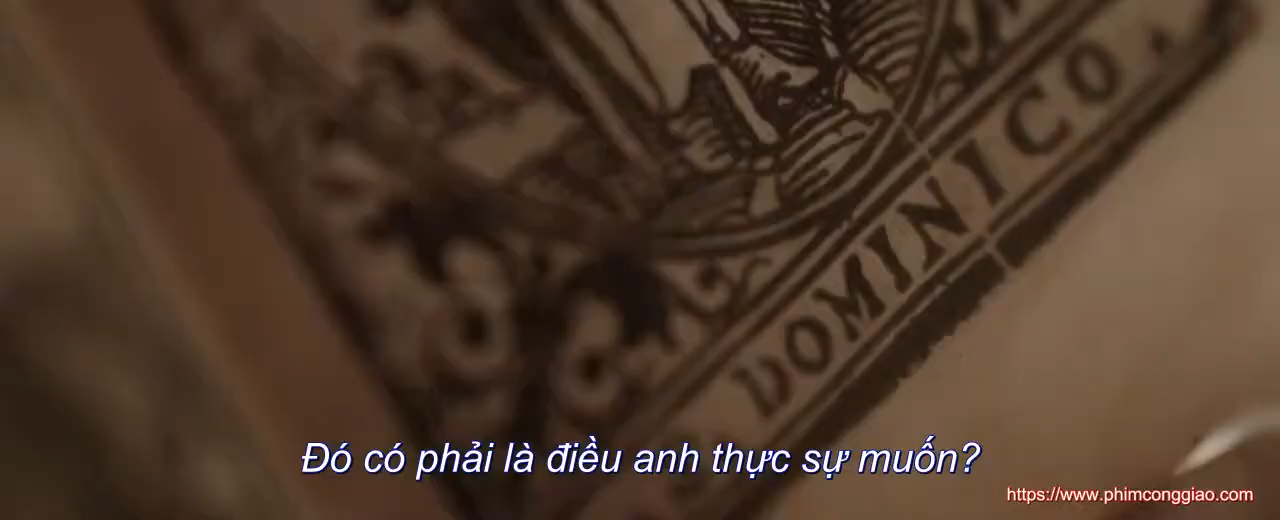 DOMINICO.
Đó có phải là điều anh thực sự muốn?
https://www.phimconggiao.com